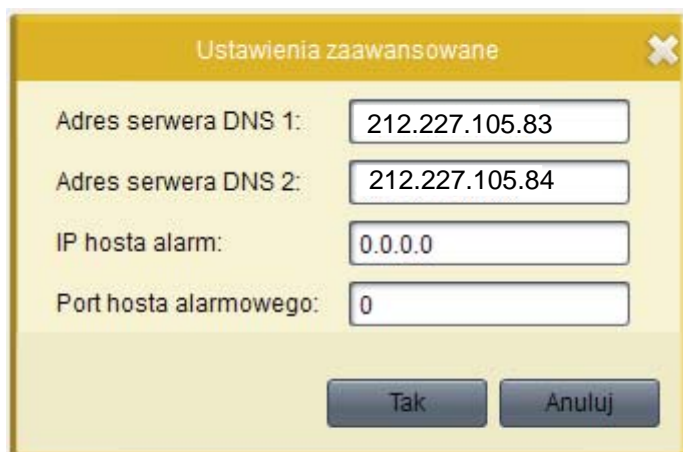 Ustawienia zaawansowane
Adres serwera DNS 1: 212.227.105.83
Adres serwera DNS 2: 212.227.105.84
IP hosta alarm: 0.0.0.0
Port hosta alarmowego: 0
Tak Anuluj